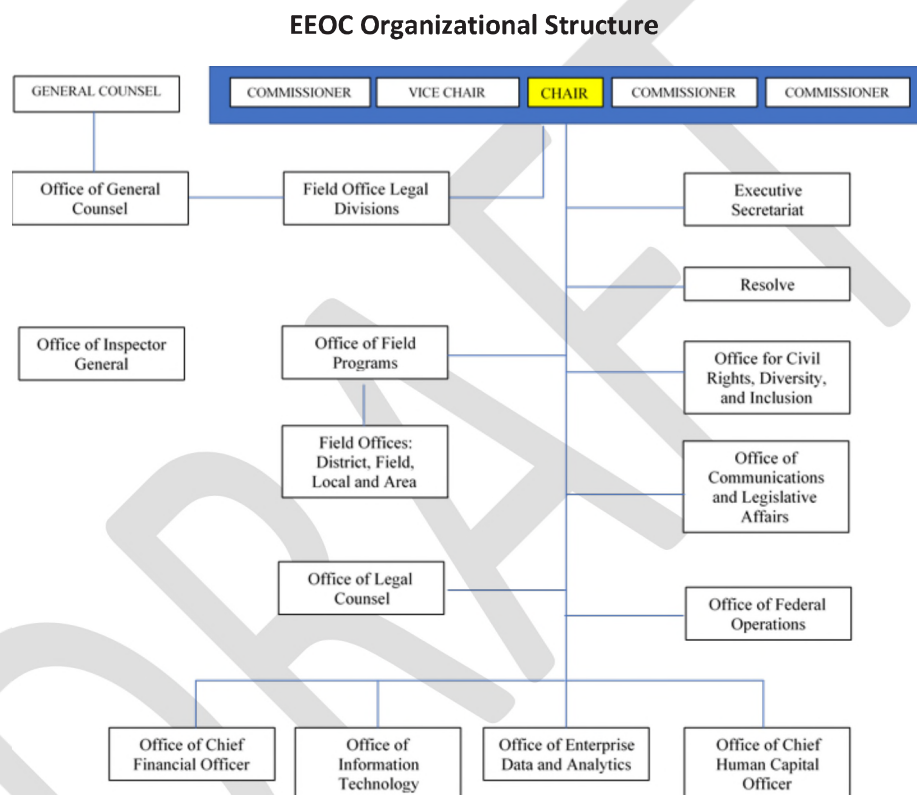 EEOC Organizational Structure
GENERAL COUNSEL
COMMISSIONER
VICE CHAIR
CHAIR
COMMISSIONER
COMMISSIONER
Office of General
Counsel
Field Office Legal
Divisions
Executive
Secretariat
Resolve
Office of Inspector
General
Office of Field
Programs
Office for Civil
Rights, Diversity,
and Inclusion
Field Offices:
District, Field,
Local and Area
Office of
Communications
and Legislative
Affairs
Office of Legal
Counsel
Office of Federal
Operations
Office of Chief
Financial Officer
Office of
Information
Technology
Office of Enterprise
Data and Analytics
Office of Chief
Human Capital
Officer
DRAFT